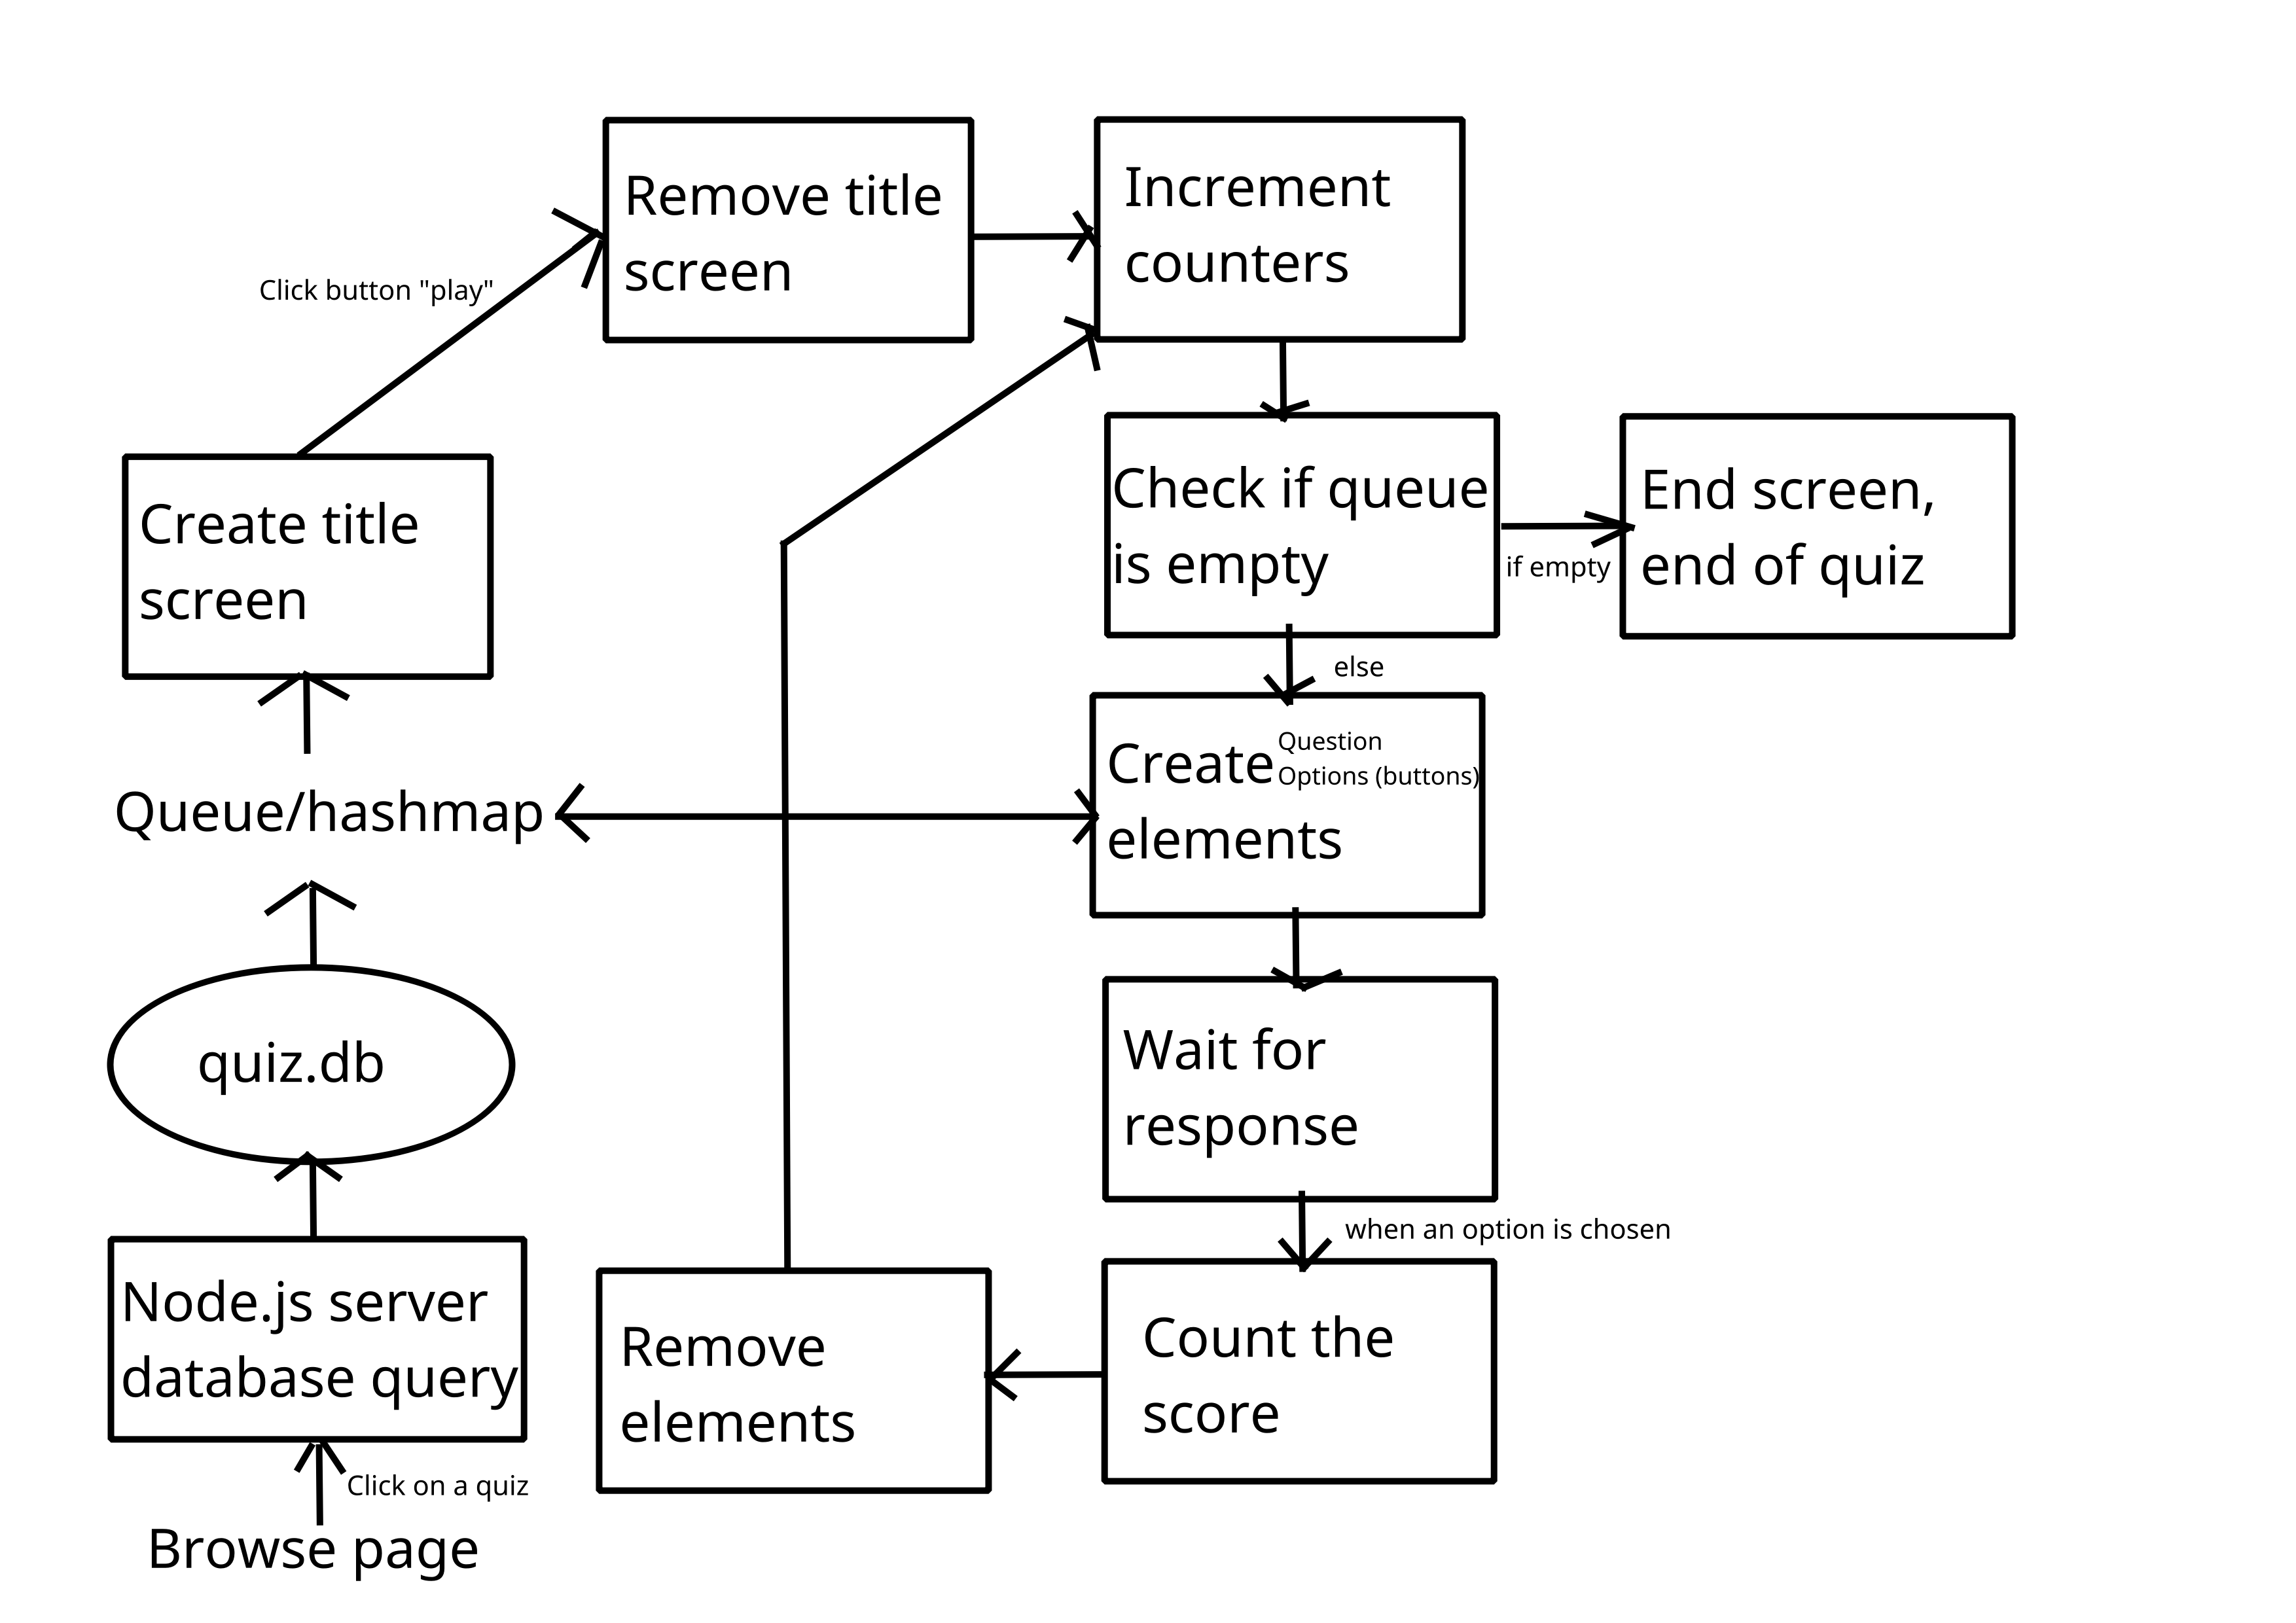 Remove title
screen
Increment
counters
Click button "play"
Create title
screen
Check if queue
is empty
if empty
End screen,
end of quiz
else
Create
Question
Options (buttons)
elements
Queue/hashmap
quiz.db
Wait for
response
when an option is chosen
Count the
score
Remove
elements
Node.js server
database query
Click on a quiz
Browse page